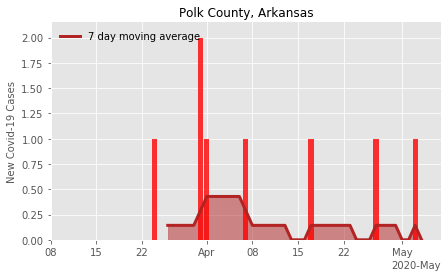 Polk County, Arkansas
7 day moving average
New Covid-19 Cases
2.00
1.75
1.50
1.25
1.00
0.75
0.50
0.25
0.00
08 15 22 Apr 08 15 22 May
2020-May